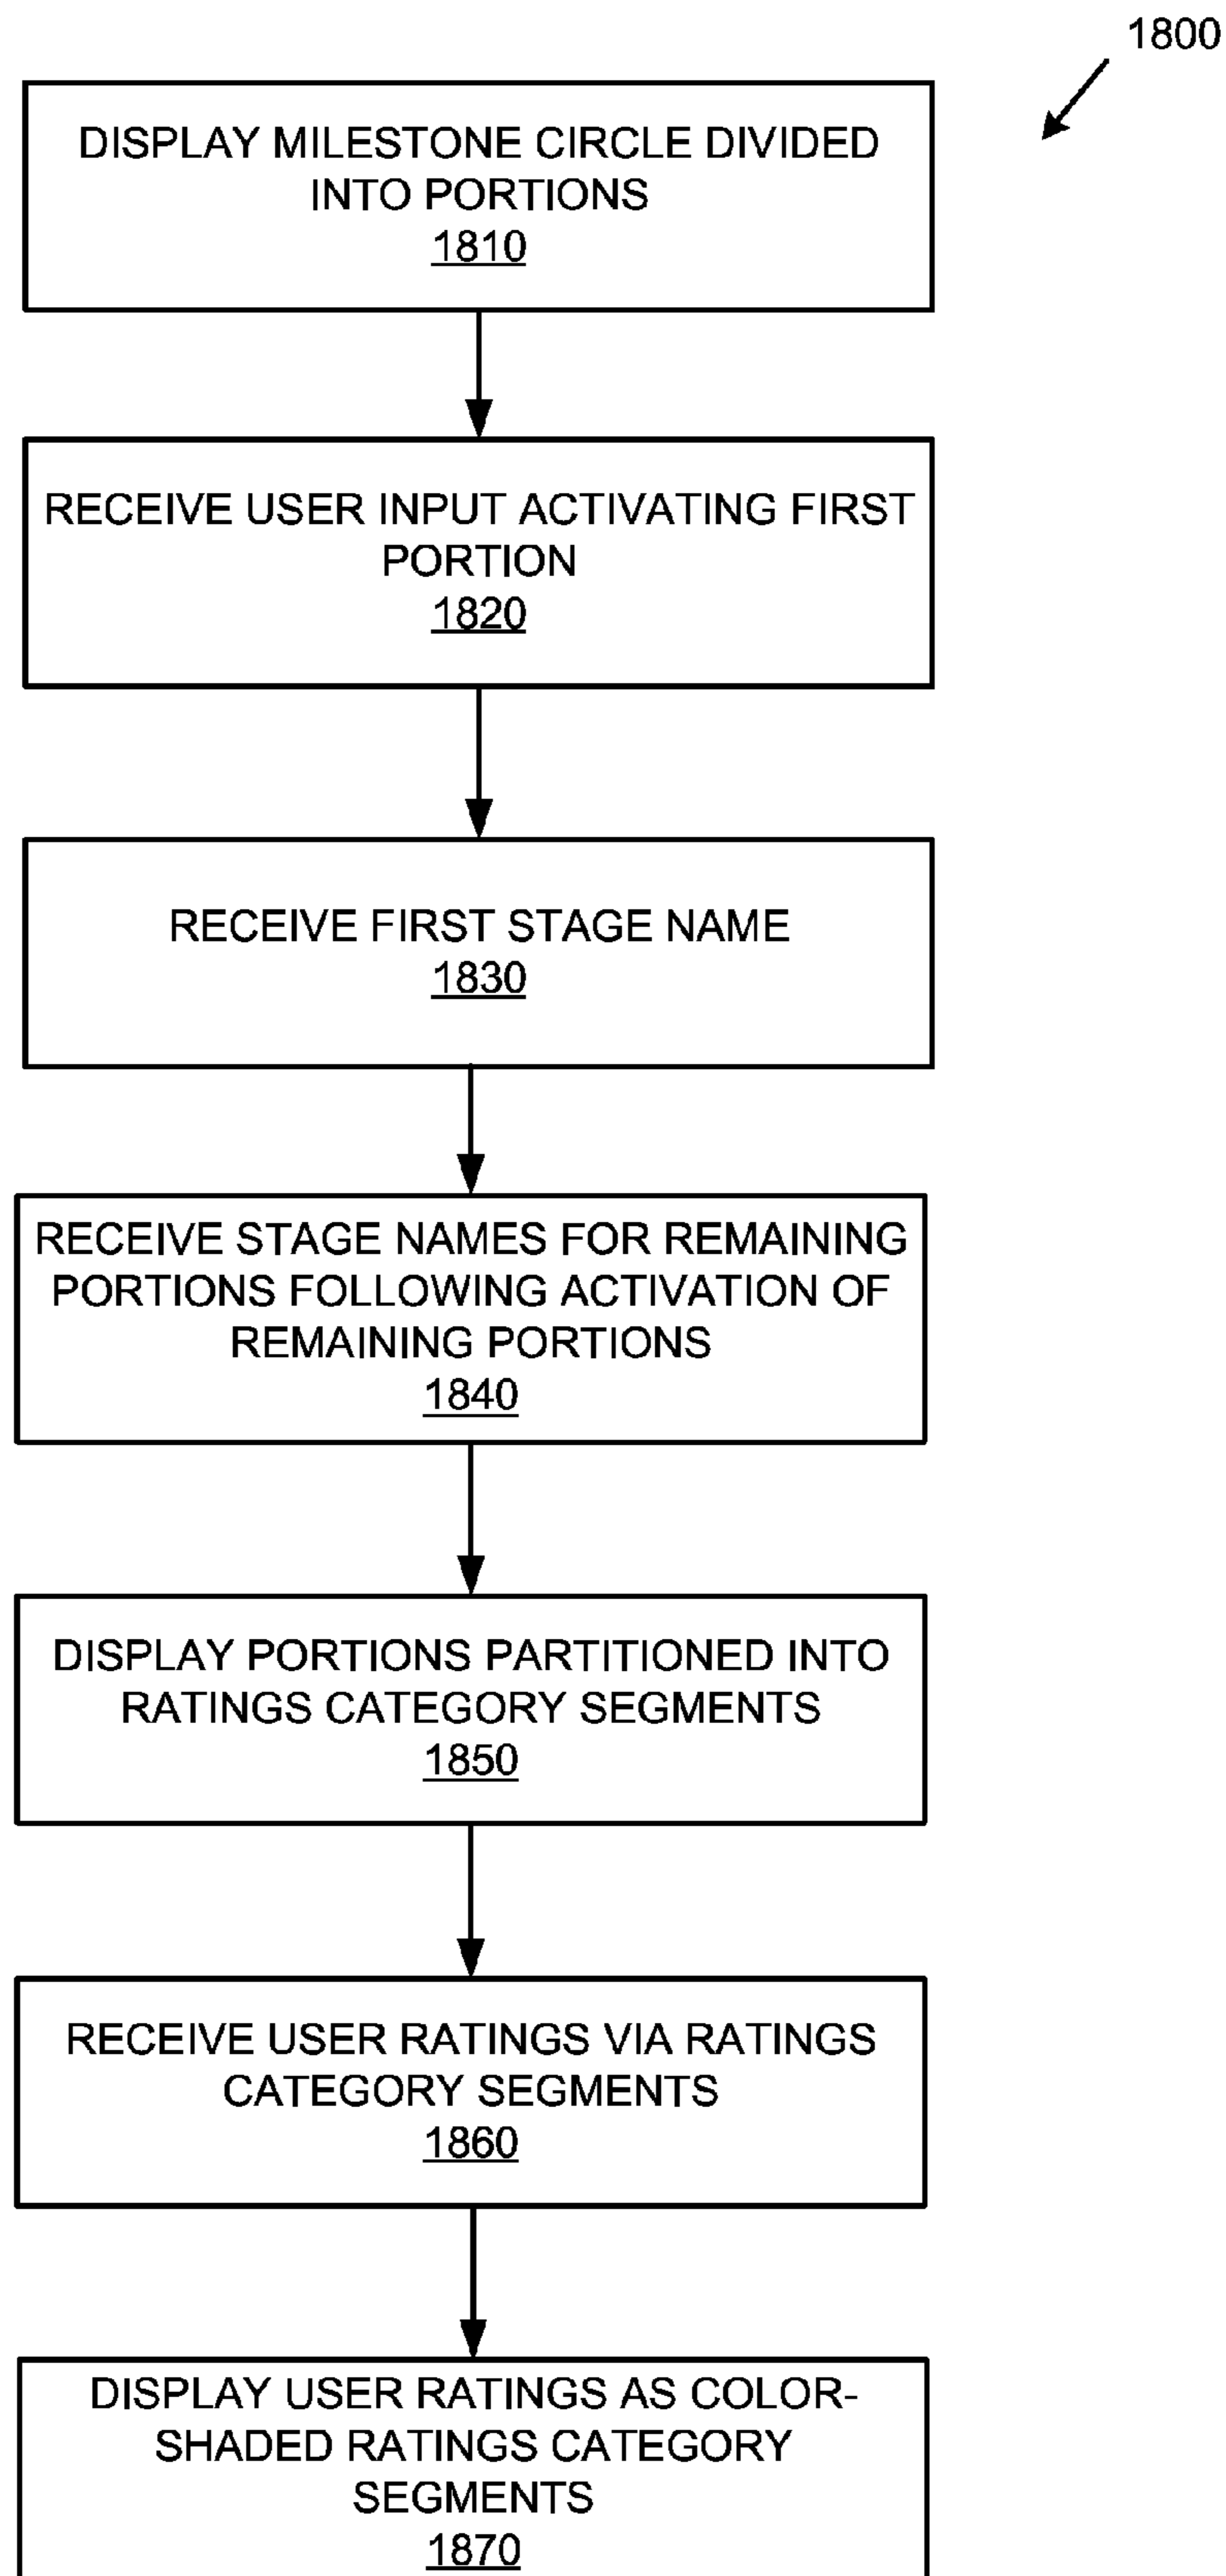 1800
DISPLAY MILESTONE CIRCLE DIVIDED
INTO PORTIONS
1810
RECEIVE USER INPUT ACTIVATING FIRST
PORTION
1820
RECEIVE FIRST STAGE NAME
1830
RECEIVE STAGE NAMES FOR REMAINING
PORTIONS FOLLOWING ACTIVATION OF
REMAINING PORTIONS
1840
DISPLAY PORTIONS PARTITIONED INTO
RATINGS CATEGORY SEGMENTS
1850
RECEIVE USER RATINGS VIA RATINGS
CATEGORY SEGMENTS
1860
DISPLAY USER RATINGS AS COLOR-
SHADED RATINGS CATEGORY
SEGMENTS
1870